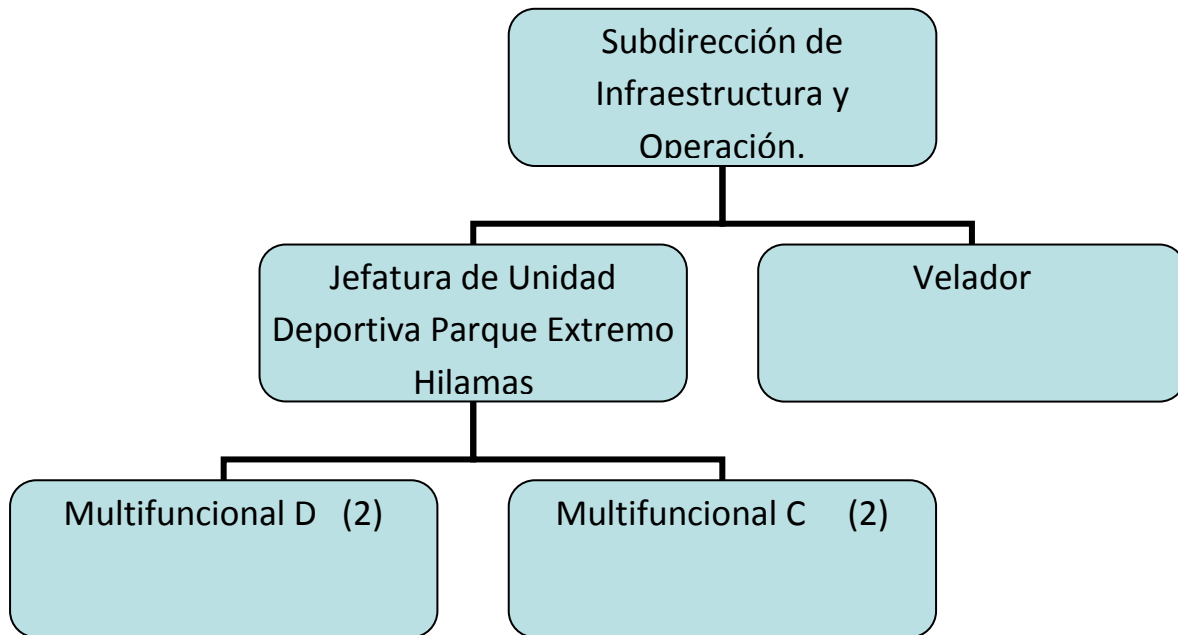 Subdirección de
Infraestructura y
Operación.
Jefatura de Unidad
Deportiva Parque Extremo
Hilamas
Velador
Multifuncional D (2)
Multifuncional C (2)